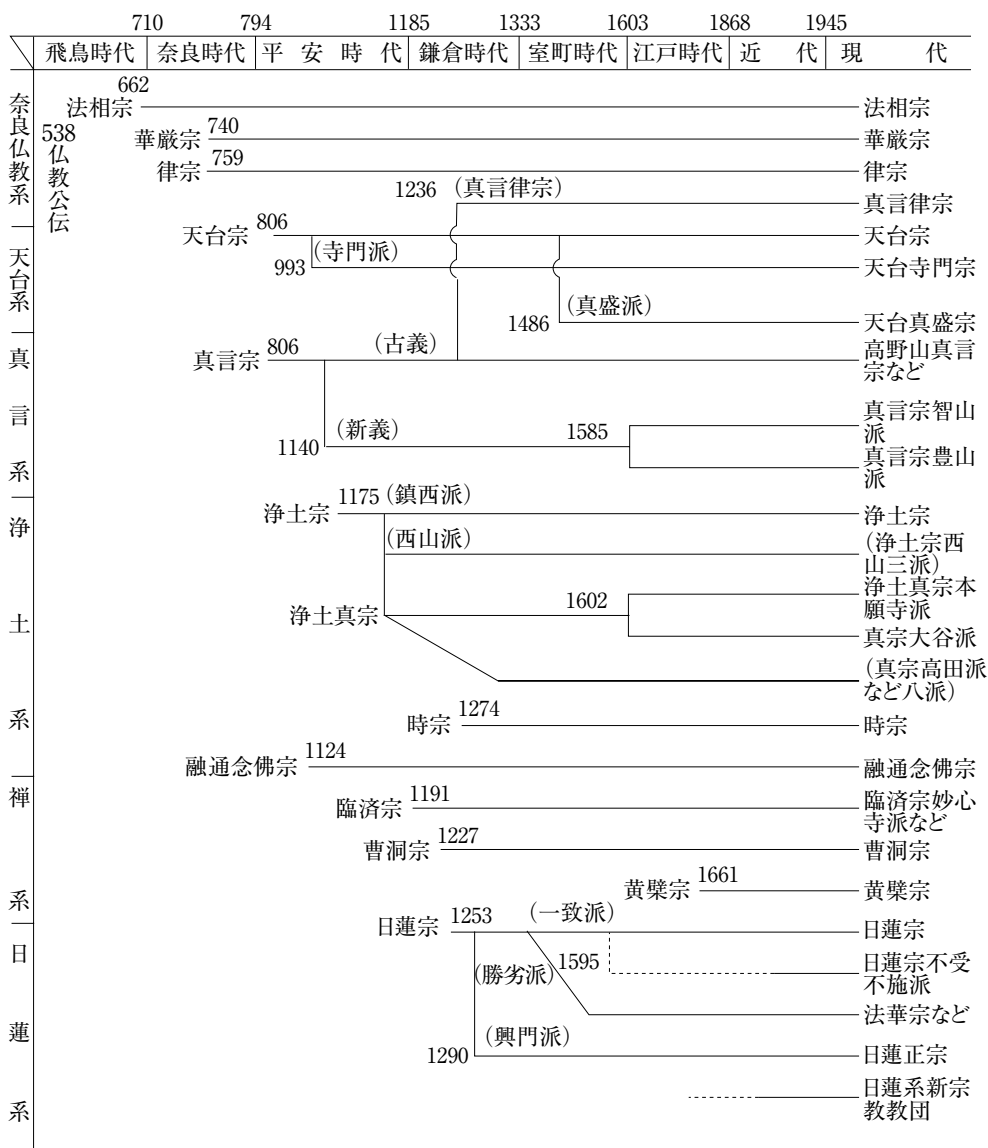 710 794 1185 1333 1603 1868 1945
飛鳥時代 奈良時代 平安時代 鎌倉時代 室町時代 江戸時代 近代 現代
奈良仏教系
538
仏教公伝
662
法相宗 法相宗
華厳宗 740 華厳宗
律宗 759 律宗
1236 (真言律宗)
真言律宗
天台系
天台宗 806 天台宗
993 (寺門派) 天台寺門宗
1486 (真盛派) 天台真盛宗
真言系
真言宗 806 (古義) 高野山真言
宗など
1140 (新義) 1585
真言宗智山
派
真言宗豊山
派
浄土系
浄土宗 1175 (鎮西派) 浄土宗
(西山派) (浄土宗西
山三派)
浄土真宗 1602
浄土真宗本
願寺派
真宗大谷派
(真宗高田派
など八派)
時宗 1274 時宗
融通念佛宗 1124 融通念佛宗
禅系
臨済宗 1191 臨済宗妙心
寺派など
曹洞宗 1227 曹洞宗
黄檗宗 1661 黄檗宗
日蓮系
日蓮宗 1253 (一致派) 日蓮宗
(勝劣派) 1595 日蓮宗不受
不施派
法華宗など
1290 (興門派) 日蓮正宗
日蓮系新宗
教教団